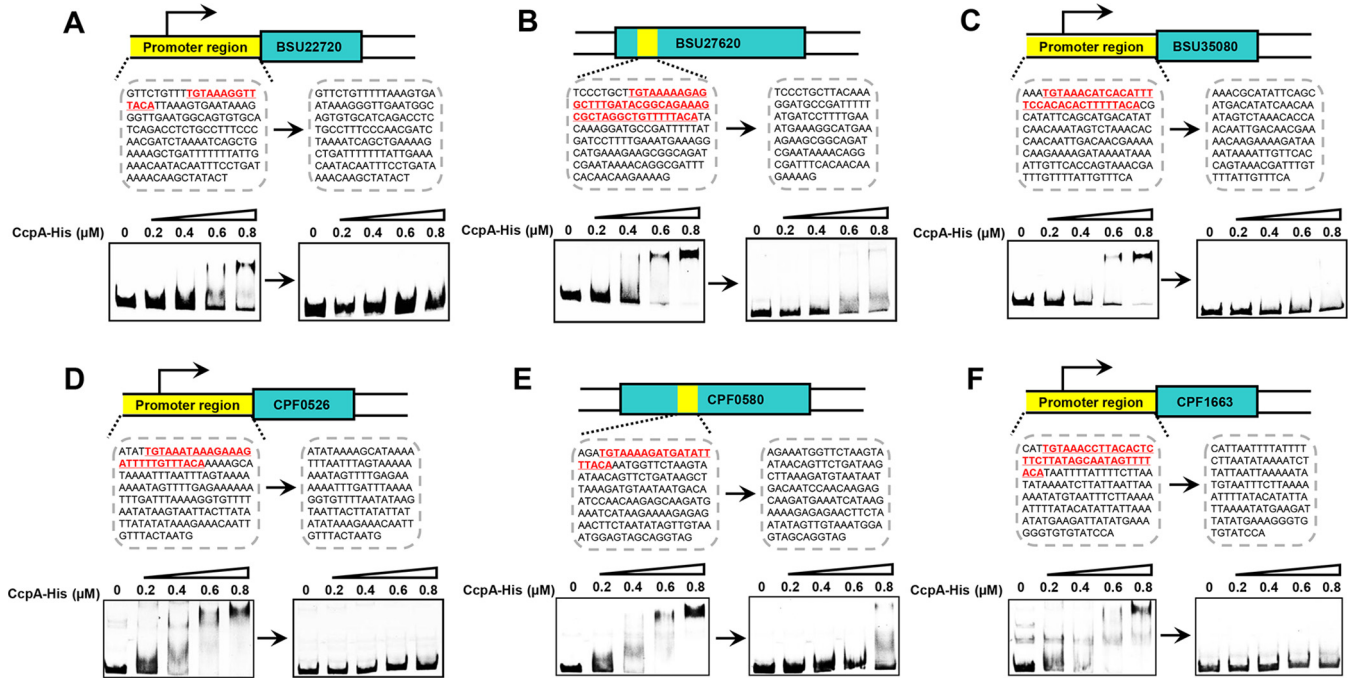 A
Promoter region BSU22720
GTTCTGTTTTGTAAAGGTT
TACATTAAAGTGAATAAAG
GGTTGAATGGCAGTGTGCA
TCAGACCTCTGCCTTTCCC
AACGATCTAAAATCAGCTG
AAAAGCTGATTTTTTTATTG
AAACAATACAATTTCCTGAT
AAAACAAGCTATACT
GTTCTGTTTTTAAAGTGA
ATAAAGGGTTGAATGGC
AGTGTGCATCAGACCTC
TGCCTTTCCCAACGATC
TAAAATCAGCTGAAAAG
CTGATTTTTTTATTGAAA
CAATACAATTTCCTGATA
AAACAAGCTATACT
CcpA-His (µM) 0 0.2 0.4 0.6 0.8
0 0.2 0.4 0.6 0.8
B
BSU27620
TCCCTGCTTGTAAAAAGAG
GCTTTGATACGGCAGAAAG
CGCTAGGCTGTTTTTACATA
CAAAGGATGCCGATTTTTAT
GATCCTTTTGAAATGAAAGG
CATGAAAGAAGCGGCAGAT
CGAATAAAACAGGCGATTT
CACAACAAGAAAAG
TCCCTGCTTACAAA
GGATGCCGATTTTT
ATGATCCTTTTGAA
ATGAAAGGCATGAA
AGAAGCGGCAGAT
CGAATAAAACAGG
CGATTTCACAACAA
GAAAAG
0 0.2 0.4 0.6 0.8
CcpA-His (µM)
0 0.2 0.4 0.6 0.8
C
Promoter region BSU35080
AAATGTAAACATCACATTT
TCCACACACTTTTTACACG
CATATTCAGCATGACATATC
AACAAATAGTCTAAACACC
ACAATTGACAACGAAAAC
AAGAAAAGATAAAATAAA
ATTGTTCACCAGTAAACGA
TTTGTTTTATTGTTTCA
AAACGCATATTCAGC
ATGACATATCAACAA
ATAGTCTAAACACCA
ACAATTGACAACGAA
AACAAGAAAAGATAA
AATAAAATTGTTCAC
CAGTAAACGATTTGT
TTTATTGTTTCA
CcpA-His (µM) 0 0.2 0.4 0.6 0.8
0 0.2 0.4 0.6 0.8
D
Promoter region CPF0526
ATATTGTAAATAAAGAAAG
ATTTTTGTTTACAAAAAGCA
TAAAATTTAATTTAGTAAAA
AAAATAGTTTTGAGAAAAAA
TTTGATTTAAAAGGTGTTTT
AATATAAGTAATTACTTATA
TTATATATAAAGAAACAATT
GTTTACTAATG
ATATAAAAGCATAAAA
TTTAATTTAGTAAAAA
AAATAGTTTTGAGAAA
AAAATTTGATTTAAAA
GGTGTTTTAATATAAG
TAATTACTTATATTAT
ATATAAAGAAACAATT
GTTTACTAATG
CcpA-His (µM) 0 0.2 0.4 0.6 0.8
0 0.2 0.4 0.6 0.8
E
CPF0580
AGATGTAAAAGATGATATT
TTACAAATGGTTCTAAGTA
ATAACAGTTCTGATAAGCT
TAAAGATGTAATAATGACA
ATCCAACAAGAGCAAGATG
AAATCATAAGAAAAGAGAG
AACTTCTAATATAGTTGTAA
ATGGAGTAGCAGGTAG
AGAAATGGTTCTAAGTA
ATAACAGTTCTGATAAG
CTTAAAGATGTAATAAT
GACAATCCAACAAGAG
CAAGATGAAATCATAAG
AAAAGAGAGAACTTCTA
ATATAGTTGTAAATGGA
GTAGCAGGTAG
CcpA-His (µM) 0 0.2 0.4 0.6 0.8
0 0.2 0.4 0.6 0.8
F
Promoter region CPF1663
CATTGTAAACCTTACACTC
TTCTTATAGCAATAGTTTT
ACATAATTTTATTTTCTTAA
TATAAAATCTTATTAATTAA
AAATATGTAATTTCTTAAAA
ATTTTATACATATTATTAAA
ATATGAAGATTATATGAAA
GGGTGTGTATCCA
CATTAATTTTATTTT
CTTAATATAAAATCT
TATTAATTAAAAATA
TGTAATTTCTTAAAA
ATTTTATACATATTA
TTAAAATATGAAGAT
TATATGAAAGGGTG
TGTATCCA
CcpA-His (µM) 0 0.2 0.4 0.6 0.8
0 0.2 0.4 0.6 0.8